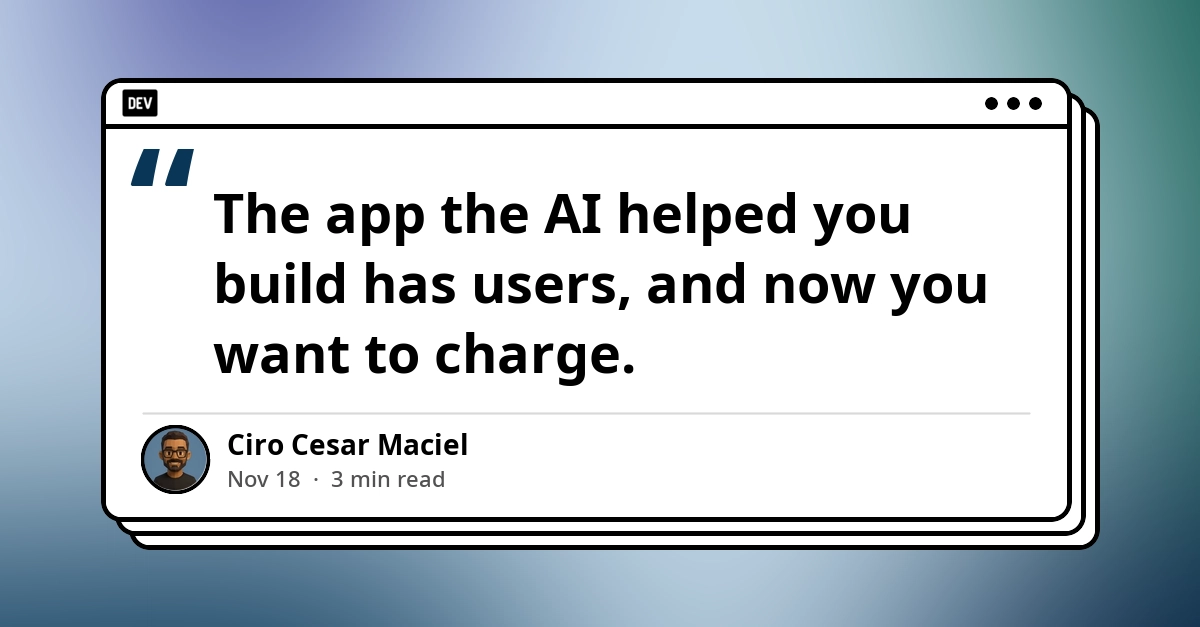 DEV
“
The app the AI helped you
build has users, and now you
want to charge.
Ciro Cesar Maciel
Nov 18 · 3 min read